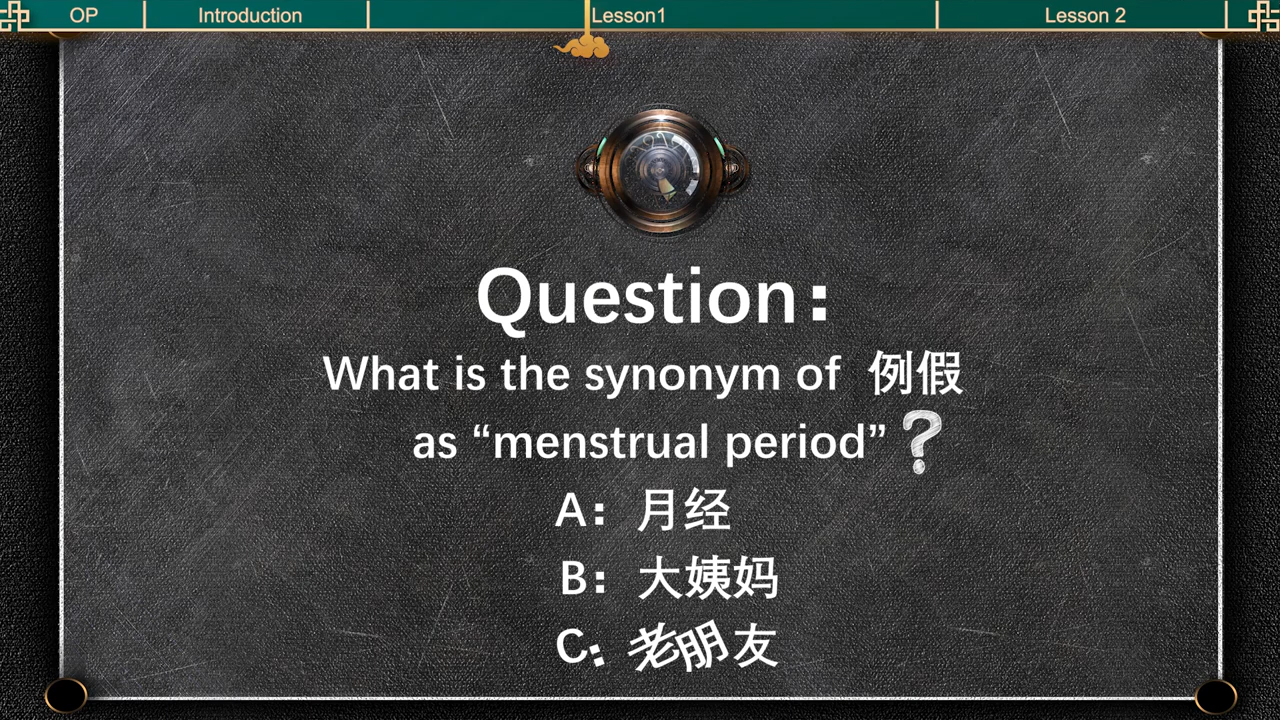 OP
Introduction
Lesson1
Lesson 2
Question：
What is the synonym of 例假
as “menstrual period”？
A：月经
B：大姨妈
C：老朋友